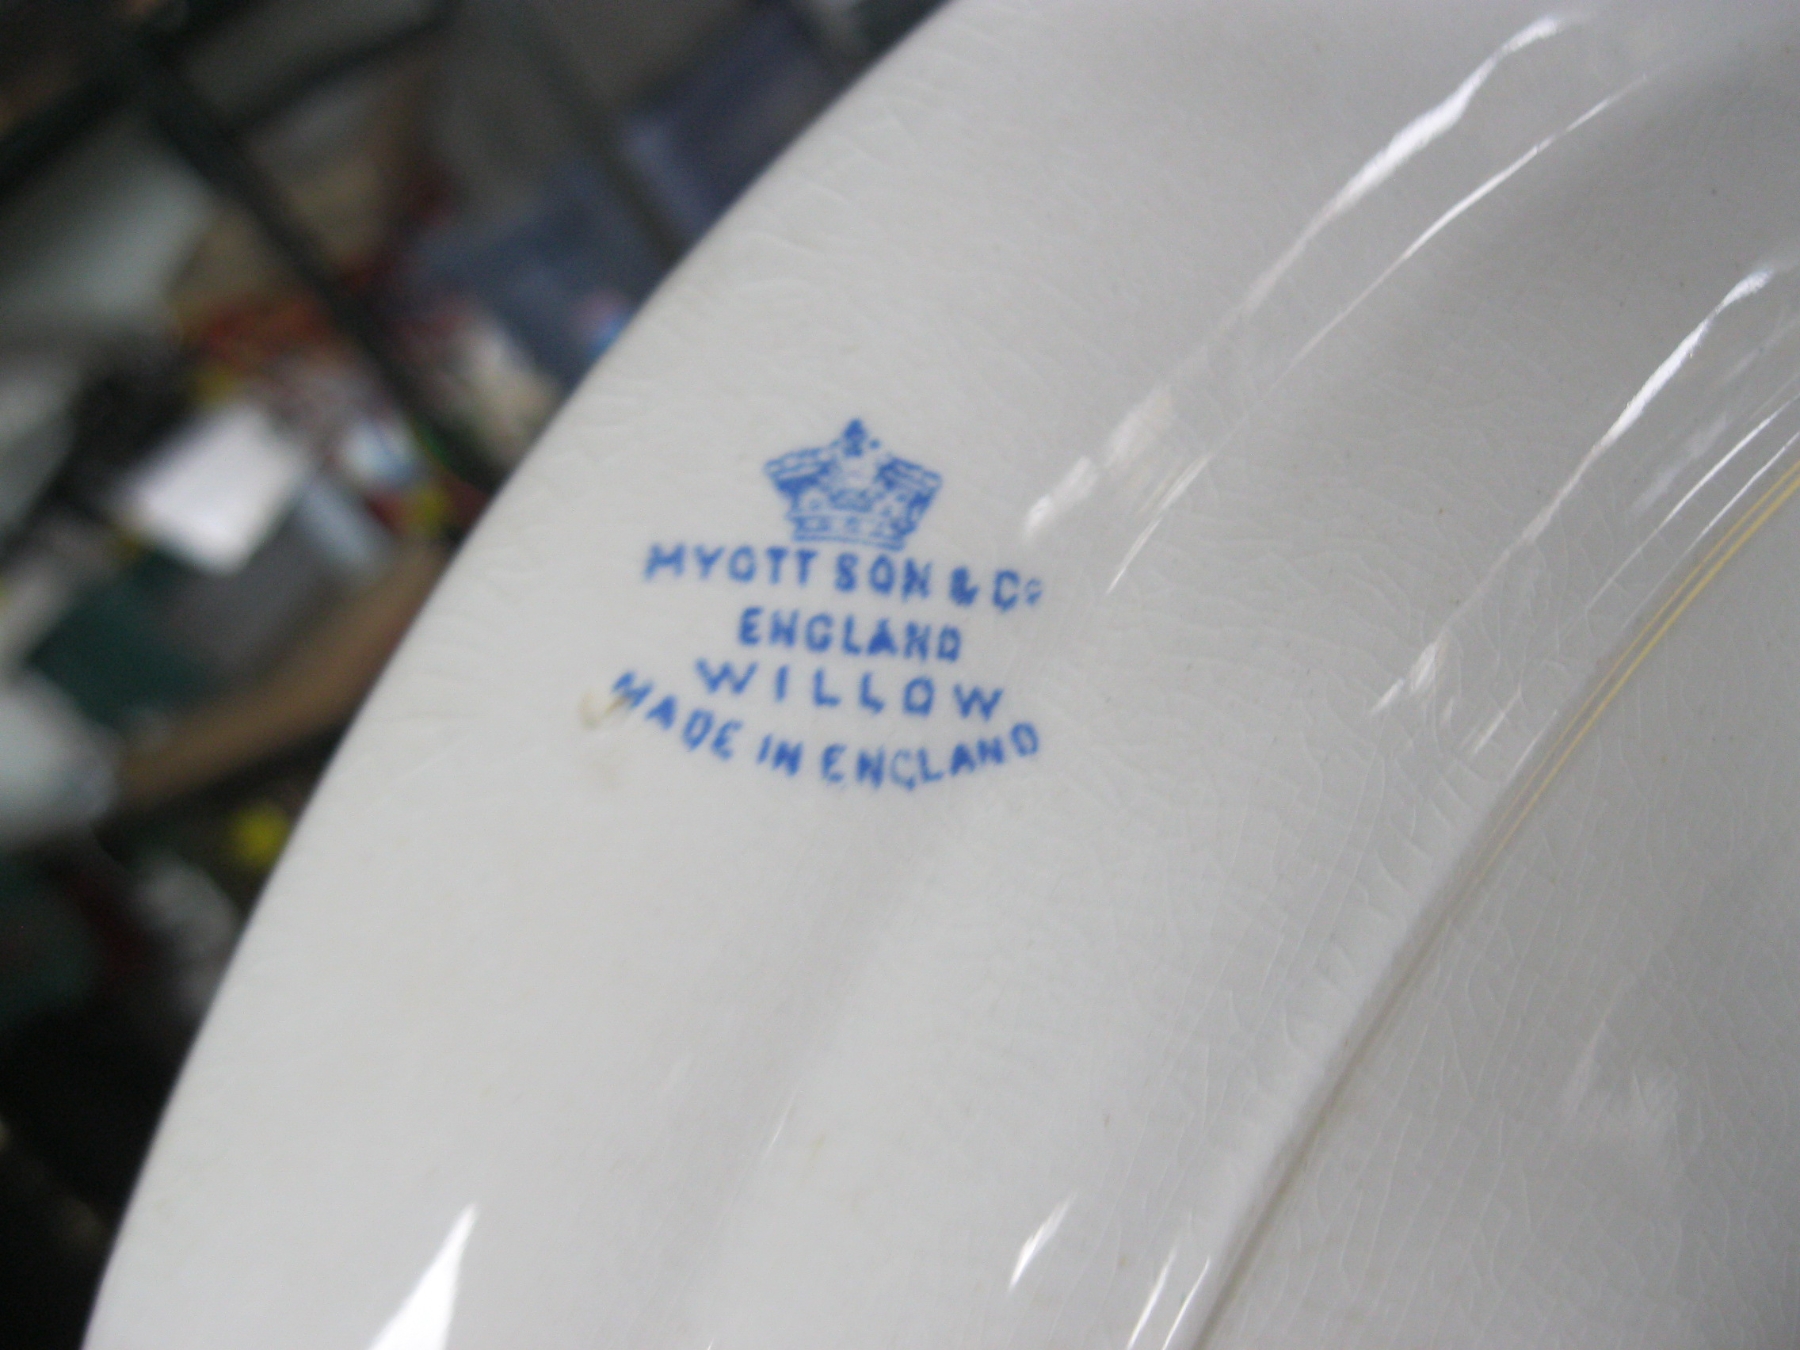 MYOTT SON & Co
ENGLAND
WILLOW
MADE IN ENGLAND